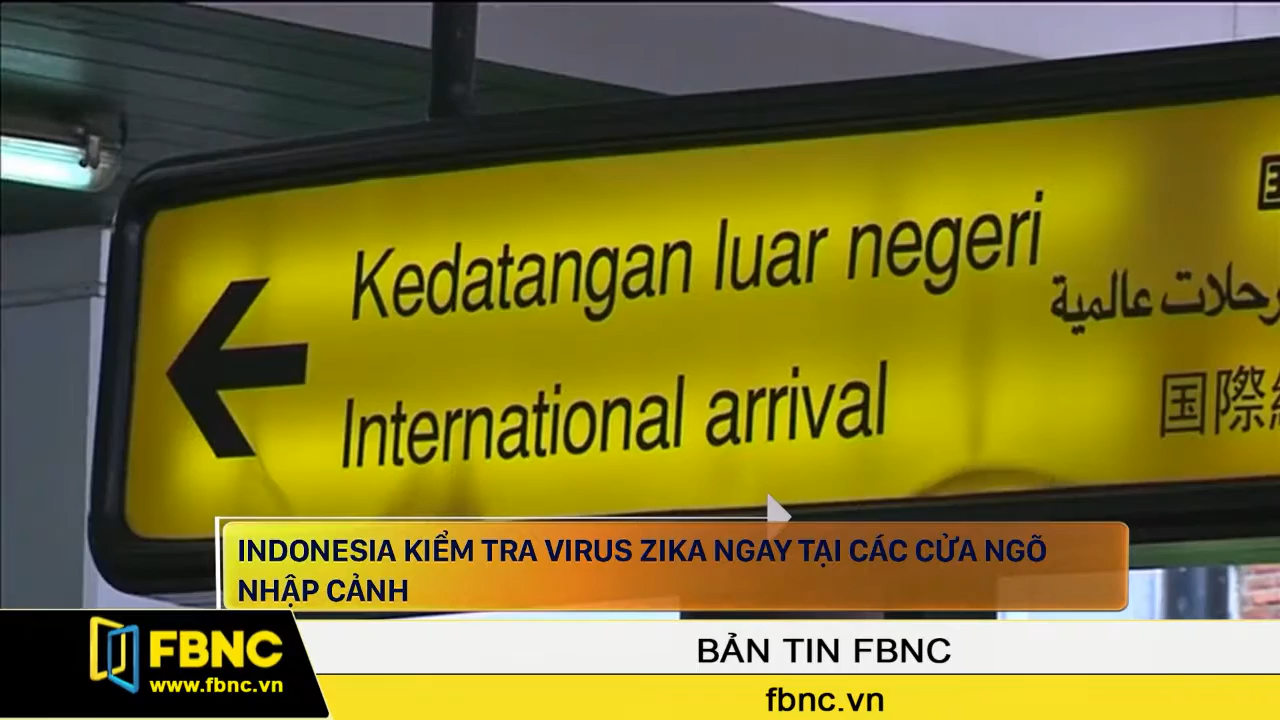 Kedatangan luar negeri
رحلات عالمية
International arrival
国際
INDONESIA KIỂM TRA VIRUS ZIKA NGAY TẠI CÁC CỬA NGÕ
NHẬP CẢNH
FBNC
www.fbnc.vn
BẢN TIN FBNC
fbnc.vn